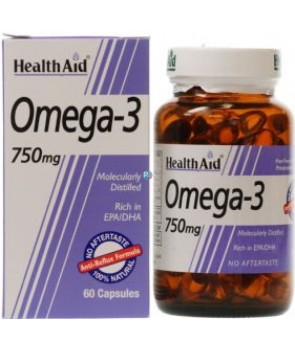 HealthAid
Omega-3
750mg
Molecularly
Distilled
Rich in
EPA/DHA
NO AFTERTASTE
Anti-Reflux Formula
100% NATURAL
60 Capsules
HealthAid
Omega-3
750mg
Molecularly Distilled
Rich in EPA/DHA
NO AFTERTASTE